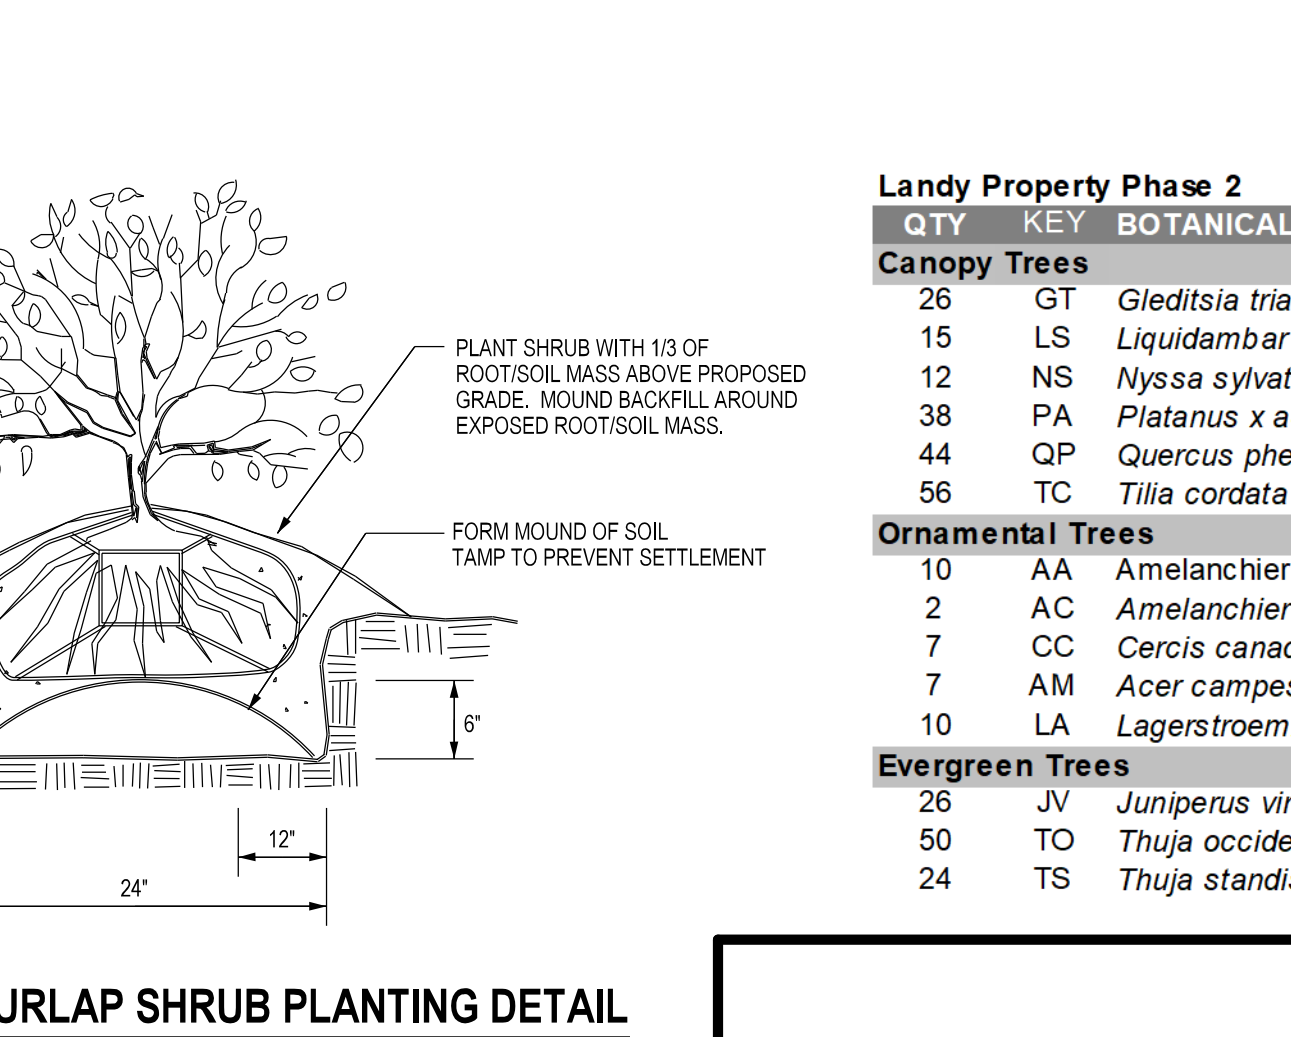 PLANT SHRUB WITH 1/3 OF
ROOT/SOIL MASS ABOVE PROPOSED
GRADE. MOUND BACKFILL AROUND
EXPOSED ROOT/SOIL MASS.
FORM MOUND OF SOIL
TAMP TO PREVENT SETTLEMENT
6"
12"
24"
URLAP SHRUB PLANTING DETAIL
Landy Property Phase 2
QTY KEY BOTANICAL
Canopy Trees
26 GT Gleditsia tria
15 LS Liquidambar
12 NS Nyssa sylvat
38 PA Platanus x a
44 QP Quercus phe
56 TC Tilia cordata
Ornamental Trees
10 AA Amelanchier
2 AC Amelanchier
7 CC Cercis canad
7 AM Acer campes
10 LA Lagerstroem
Evergreen Trees
26 JV Juniperus vir
50 TO Thuja occide
24 TS Thuja standis